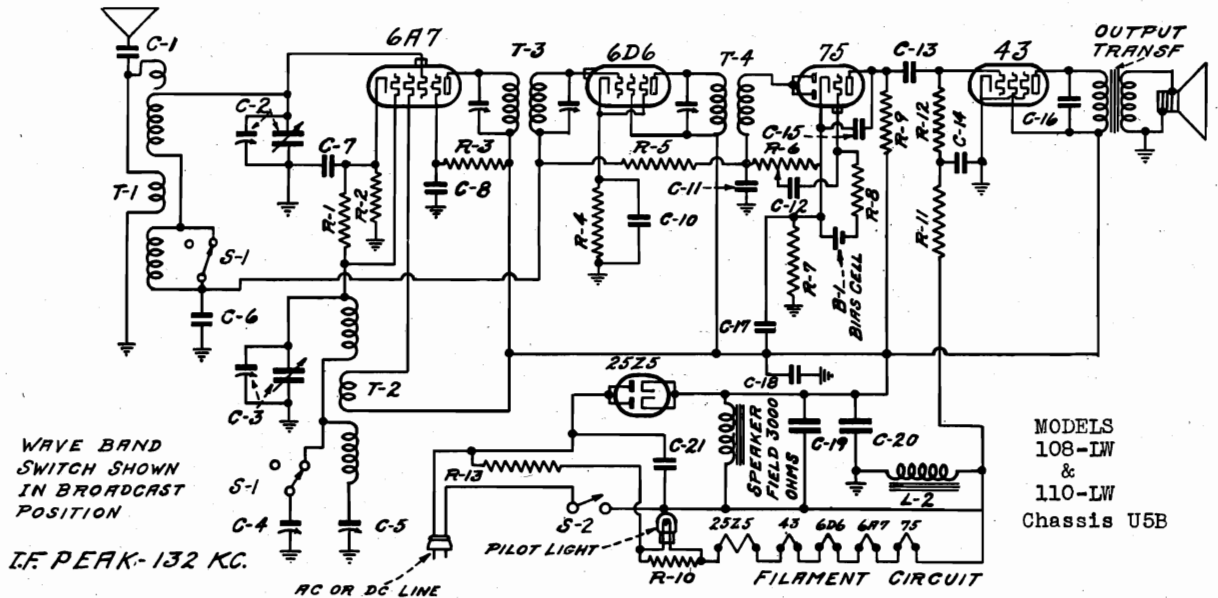 OUTPUT
TRANSF
C-1
6A7
T-3
6D6
T-4
75
C-13
43
C-2
C-7
R-3
C-8
R-5
C-15
R-6
R-9
R-12
C-14
C-16
T-1
R-1
R-2
C-11
C-12
R-8
R-4
C-10
R-11
S-1
R-7
B-1
BIAS CELL
C-6
C-17
C-3
T-2
25Z5
C-18
WAVE BAND
SWITCH SHOWN
IN BROADCAST
POSITION
R-13
C-21
SPEAKER
FIELD 3000
OHMS
C-19
C-20
L-2
MODELS
108-LW
&
110-LW
Chassis U5B
S-1
C-4
C-5
S-2
PILOT LIGHT
25Z5
43
6D6
6A7
75
I.F. PEAK-132 KC.
R-10
FILAMENT CIRCUIT
AC OR DC LINE